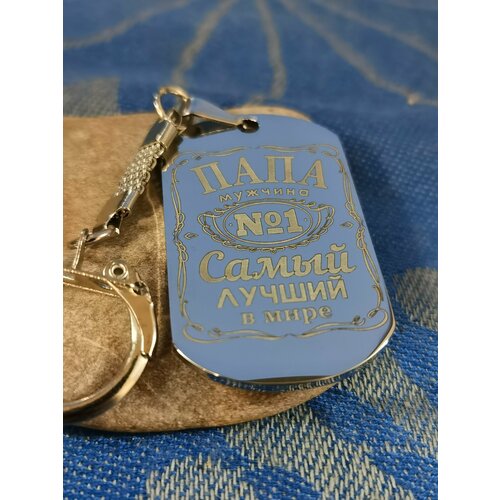 ПАПА
мужчина
№1
Самый
ЛУЧШИЙ
в мире